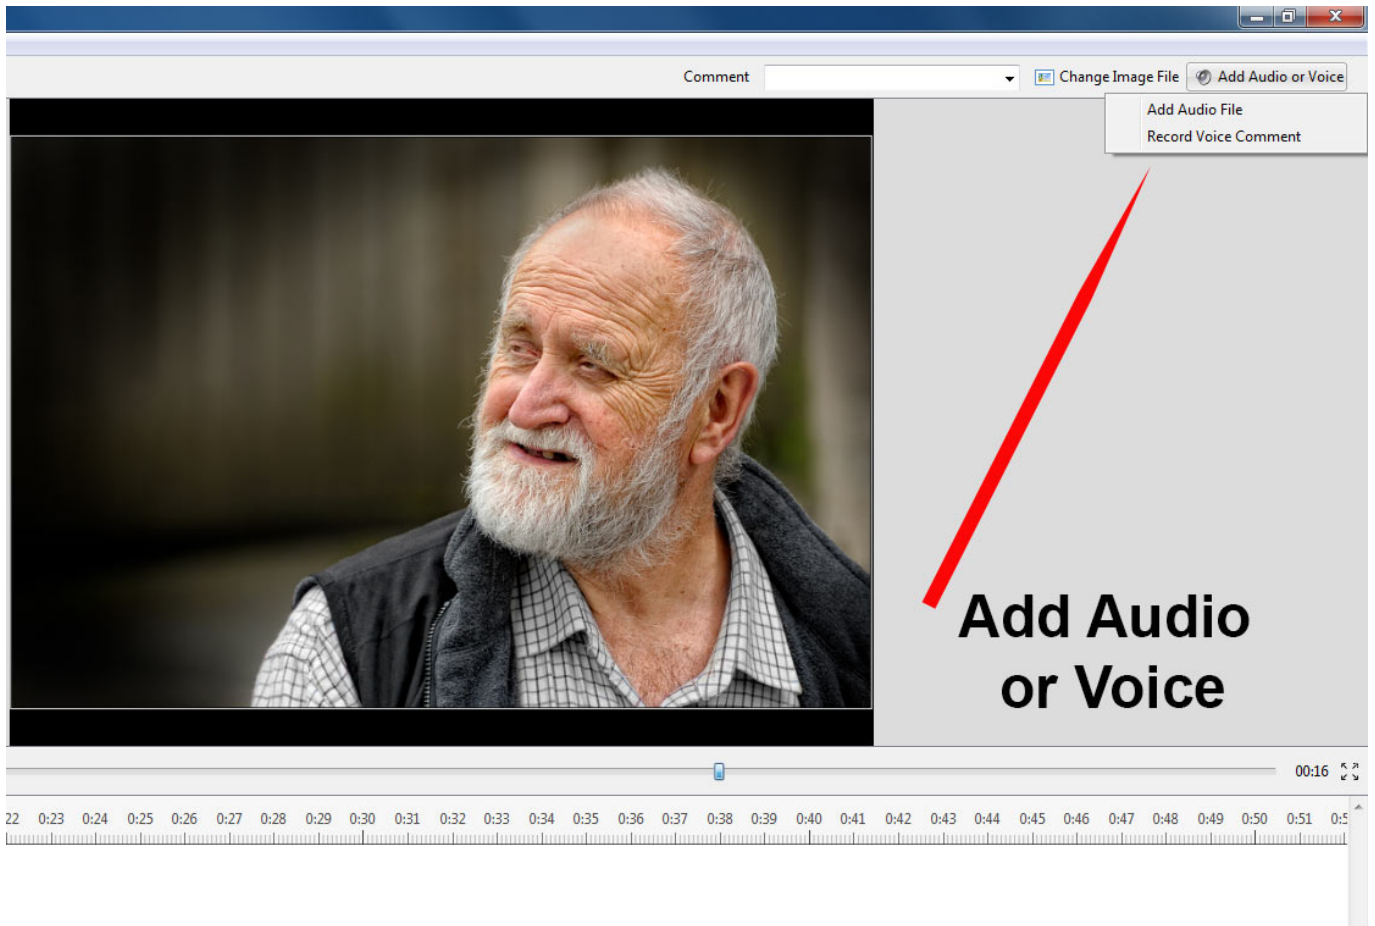 Comment Change Image File Add Audio or Voice
Add Audio File
Record Voice Comment
Add Audio
or Voice
00:16
22 0:23 0:24 0:25 0:26 0:27 0:28 0:29 0:30 0:31 0:32 0:33 0:34 0:35 0:36 0:37 0:38 0:39 0:40 0:41 0:42 0:43 0:44 0:45 0:46 0:47 0:48 0:49 0:50 0:51 0:5